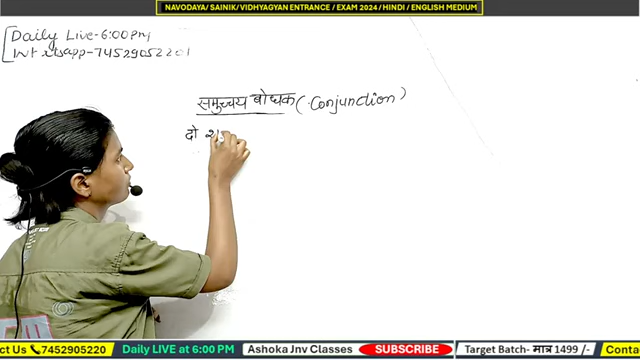 NAVODAYA/ SAINIK/ VIDHYAGYAN ENTRANCE / EXAM 2024 / HINDI / ENGLISH MEDIUM
Daily Live-6:00Pm
समुच्चय बोधक (Conjunction)
दो
ct Us 7452905220 Daily LIVE at 6:00 PM Ashoka Jnv Classes SUBSCRIBE Target Batch- मात्र 1499 /- Conta